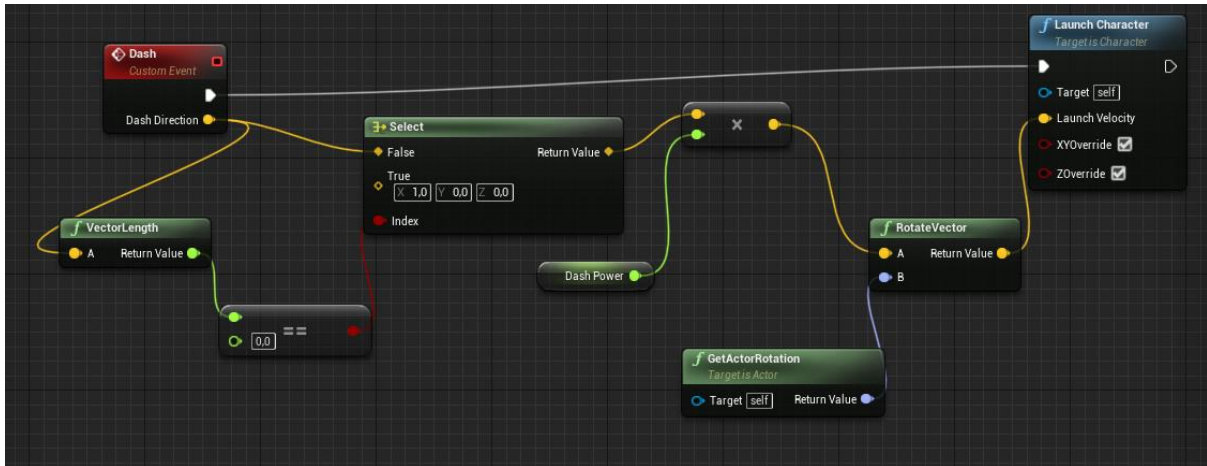 Dash
Custom Event
Dash Direction
VectorLength
A Return Value
==
0,0
Select
False Return Value
True
X 1,0 Y 0,0 Z 0,0
Index
×
Dash Power
GetActorRotation
Target is Actor
Target self Return Value
RotateVector
A Return Value
B
Launch Character
Target is Character
Target self
Launch Velocity
XYOverride
ZOverride